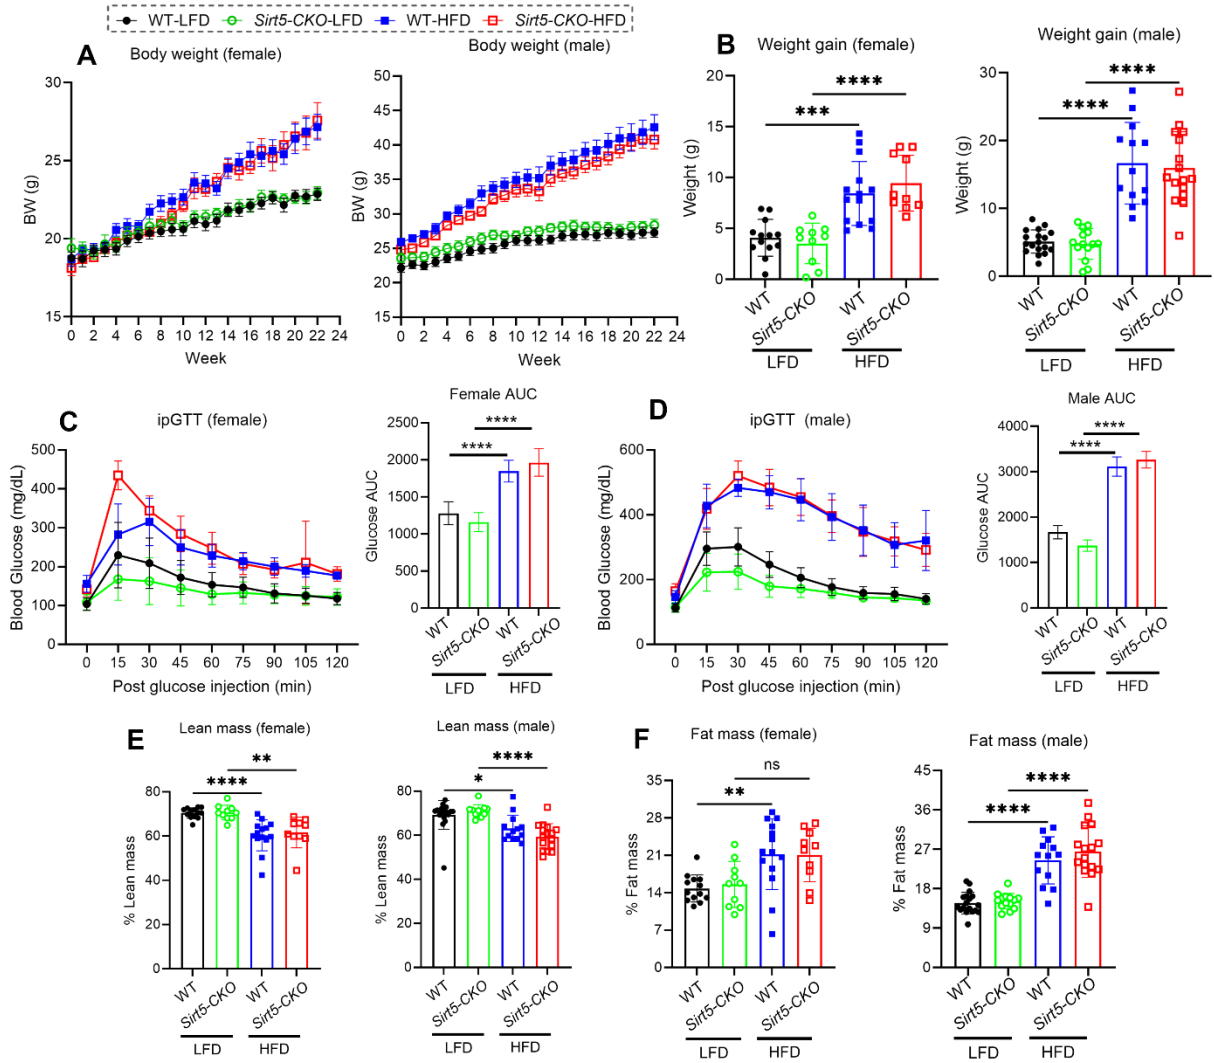 WT-LFD Sirt5-CKO-LFD WT-HFD Sirt5-CKO-HFD
A
Body weight (female)
BW (g)
30
25
20
15
0 2 4 6 8 10 12 14 16 18 20 22 24
Week
Body weight (male)
BW (g)
50
45
40
35
30
25
20
15
0 2 4 6 8 10 12 14 16 18 20 22 24
Week
B
Weight gain (female)
Weight (g)
20
15
10
5
0
***
****
WT Sirt5-CKO WT Sirt5-CKO
LFD HFD
Weight gain (male)
Weight (g)
30
20
10
0
****
****
WT Sirt5-CKO WT Sirt5-CKO
LFD HFD
C
ipGTT (female)
Blood Glucose (mg/dL)
500
400
300
200
100
0
0 15 30 45 60 75 90 105 120
Post glucose injection (min)
Female AUC
Glucose AUC
2500
2000
1500
1000
500
0
****
****
WT Sirt5-CKO WT Sirt5-CKO
LFD HFD
D
ipGTT (male)
Blood Glucose (mg/dL)
600
400
200
0
0 15 30 45 60 75 90 105 120
Post glucose injection (min)
Male AUC
Glucose AUC
4000
3000
2000
1000
0
****
****
WT Sirt5-CKO WT Sirt5-CKO
LFD HFD
E
Lean mass (female)
% Lean mass
80
60
40
20
0
**
****
WT Sirt5-CKO WT Sirt5-CKO
LFD HFD
Lean mass (male)
% Lean mass
80
60
40
20
0
****
*
WT Sirt5-CKO WT Sirt5-CKO
LFD HFD
F
Fat mass (female)
% Fat mass
35
28
21
14
7
0
ns
**
WT Sirt5-CKO WT Sirt5-CKO
LFD HFD
Fat mass (male)
% Fat mass
45
36
27
18
9
0
****
****
WT Sirt5-CKO WT Sirt5-CKO
LFD HFD